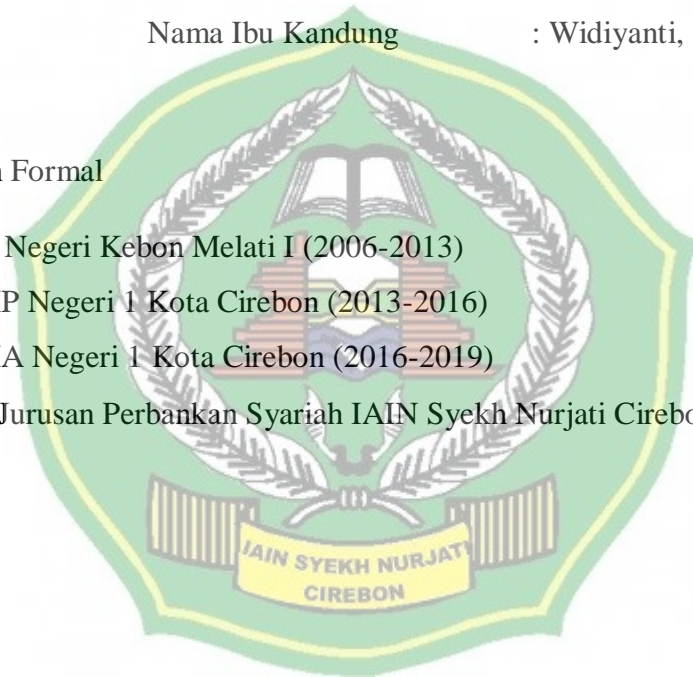 Nama Ibu Kandung : Widiyanti,
n Formal
Negeri Kebon Melati I (2006-2013)
P Negeri 1 Kota Cirebon (2013-2016)
A Negeri 1 Kota Cirebon (2016-2019)
Jurusan Perbankan Syariah IAIN Syekh Nurjati Cirebo
IAIN SYEKH NURJATI
CIREBON